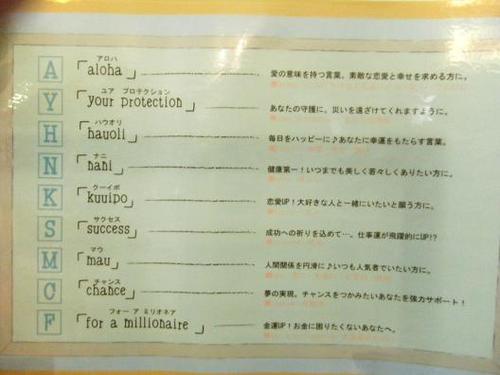 アロハ
A 「aloha」 愛の意味を持つ言葉。素敵な恋愛と幸せを求める方に。
ユア プロテクション
Y 「your protection」 あなたの守護に。災いを遠ざけてくれますように。
ハウオリ
H 「hauoli」 毎日をハッピーに♪あなたに幸運をもたらす言葉。
ナニ
N 「nani」 健康第一！いつまでも美しく若々しくありたい方に。
クーイポ
K 「kuuipo」 恋愛UP！大好きな人と一緒にいたいと願う方に。
サクセス
S 「success」 成功への祈りを込めて…。仕事運が飛躍的にUP!?
マウ
M 「mau」 人間関係を円滑に♪いつも人気者でいたい方に。
チャンス
C 「chance」 夢の実現。チャンスをつかみたいあなたを強力サポート！
フォー ア ミリオネア
F 「for a millionaire」 金運UP！お金に困りたくないあなたへ。